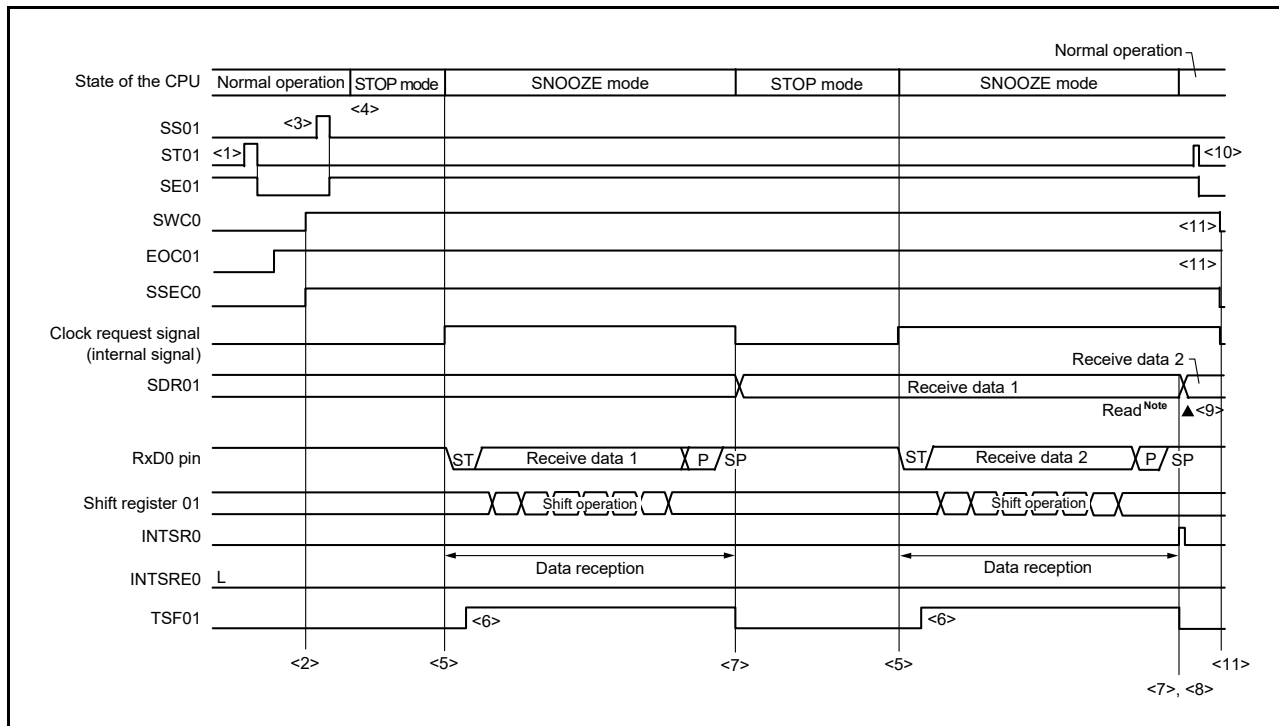 Normal operation
State of the CPU Normal operation STOP mode SNOOZE mode STOP mode SNOOZE mode
<4>
SS01 <3>
ST01 <1> <10>
SE01
SWC0 <11>
EOC01 <11>
SSEC0
Clock request signal
(internal signal)
Receive data 2
SDR01 Receive data 1
Read Note ▲ <9>
RxD0 pin ST Receive data 1 P SP ST Receive data 2 P SP
Shift register 01 Shift operation Shift operation
INTSR0
Data reception Data reception
INTSRE0 L
TSF01 <6> <6>
<2> <5> <7> <5> <11>
<7>, <8>